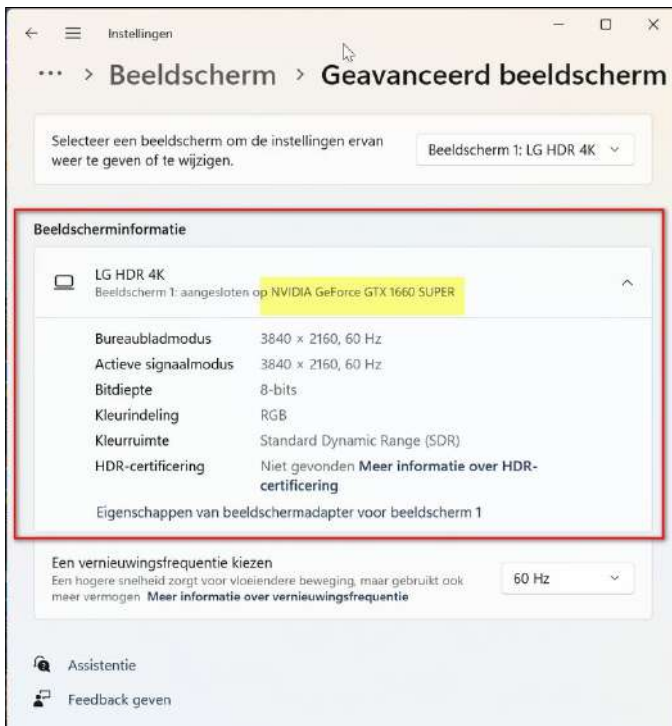 Instellingen
... > Beeldscherm > Geavanceerd beeldscherm
Selecteer een beeldscherm om de instellingen ervan
weer te geven of te wijzigen.
Beeldscherm 1: LG HDR 4K
Beeldscherminformatie
LG HDR 4K
Beeldscherm 1: aangesloten op NVIDIA GeForce GTX 1660 SUPER
Bureaubladmodus 3840 × 2160, 60 Hz
Actieve signaalmodus 3840 × 2160, 60 Hz
Bitdiepte 8-bits
Kleurindeling RGB
Kleurruimte Standard Dynamic Range (SDR)
HDR-certificering Niet gevonden Meer informatie over HDR-
certificering
Eigenschappen van beeldschermadapter voor beeldscherm 1
Een vernieuwingsfrequentie kiezen
Een hogere snelheid zorgt voor vloeiendere beweging, maar gebruikt ook
meer vermogen Meer informatie over vernieuwingsfrequentie
60 Hz
Assistentie
Feedback geven